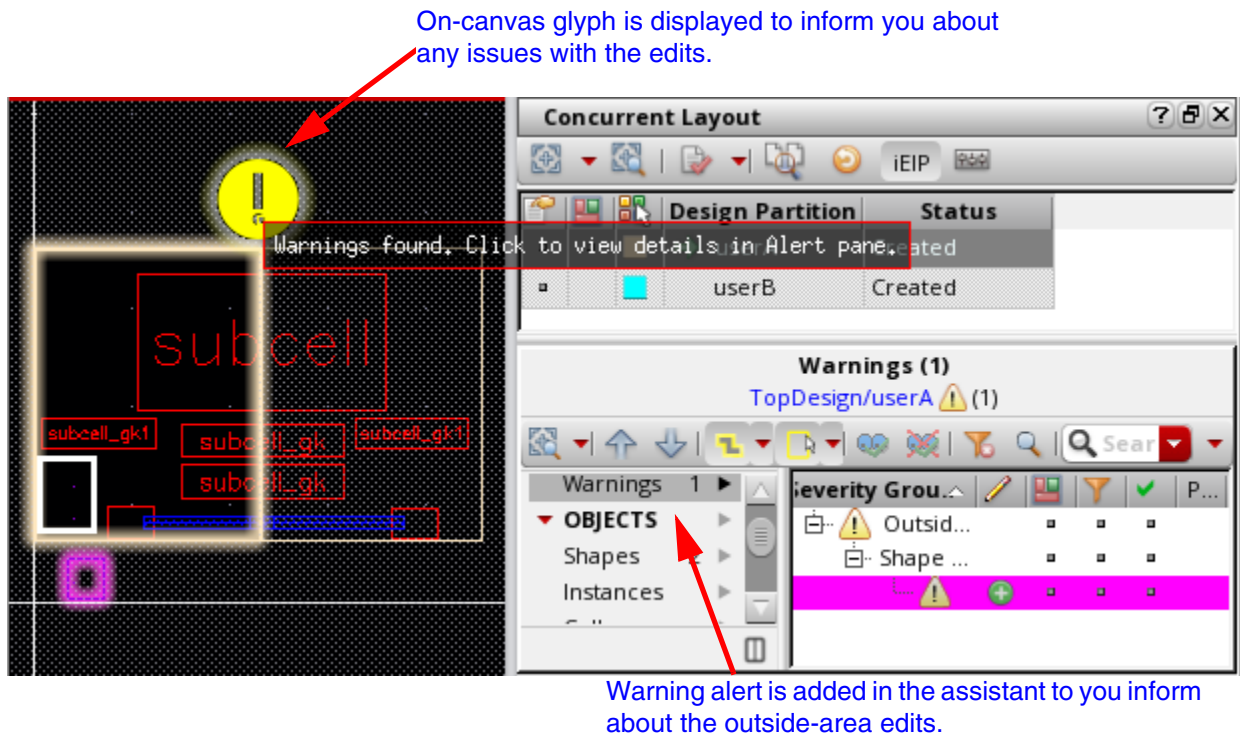 On-canvas glyph is displayed to inform you about
any issues with the edits.
Concurrent Layout
iEIP
Design Partition Status
Warnings found. Click to view details in Alert pane.
userB Created
subcell
subcell_gk1
subcell_gk
subcell_gk1
subcell_gk
Warnings (1)
TopDesign/userA (1)
Sear
Warnings 1
OBJECTS
Shapes
Instances
Severity Grou... P...
Outsid...
Shape ...
Warning alert is added in the assistant to you inform
about the outside-area edits.